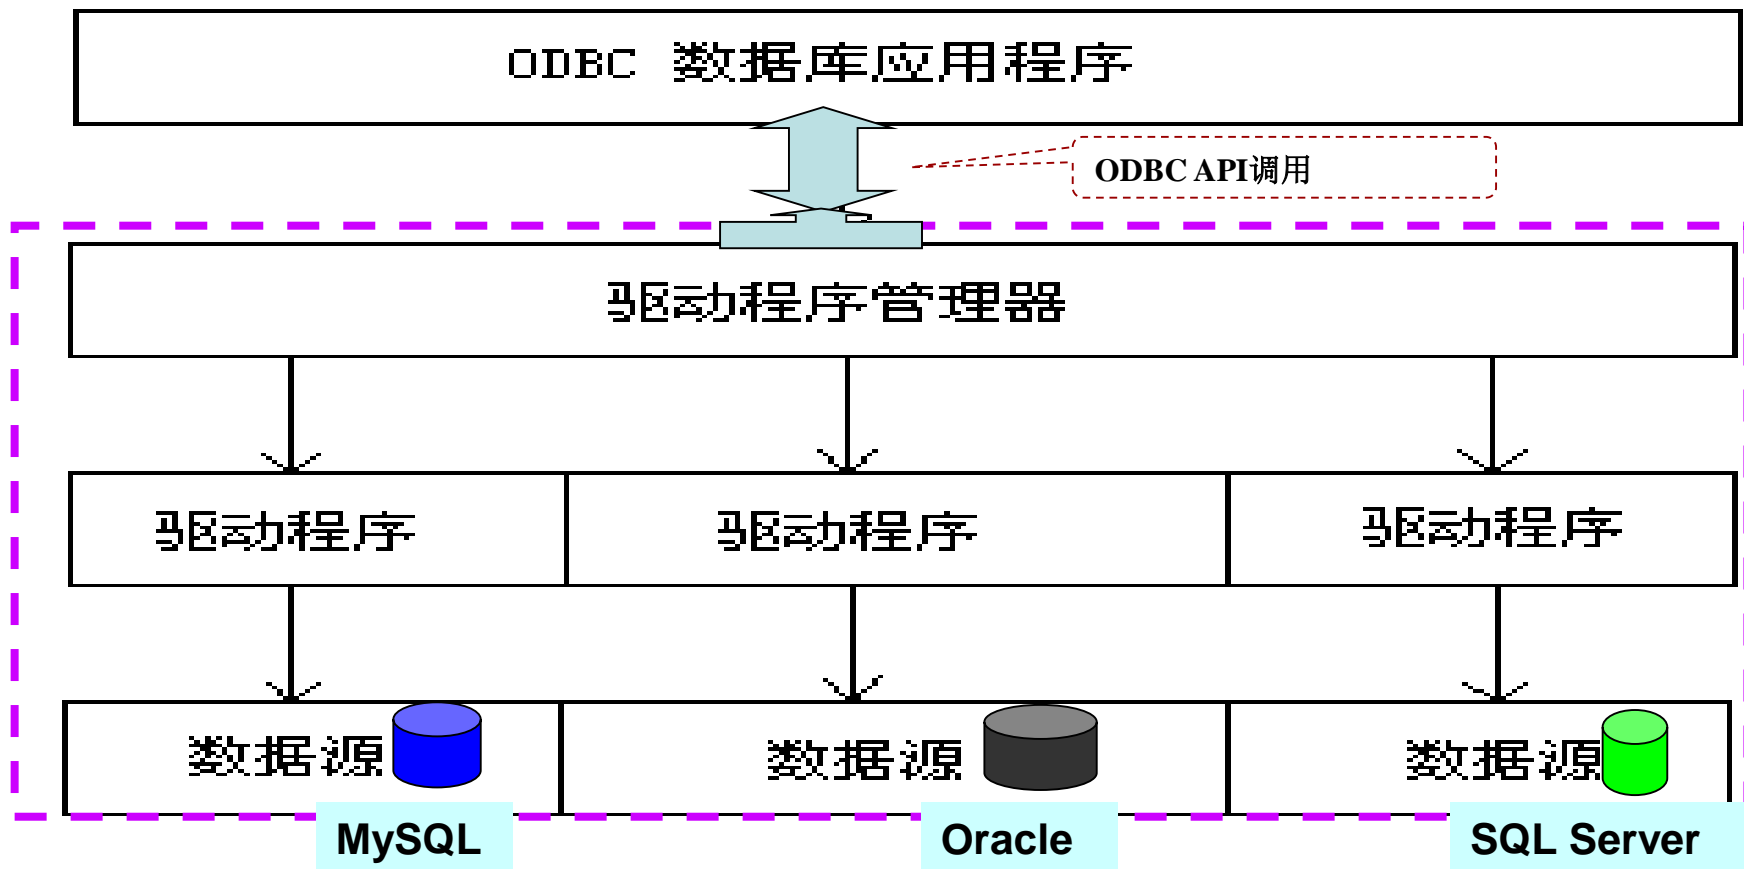 ODBC 数据库应用程序
ODBC API调用
驱动程序管理器
驱动程序
驱动程序
驱动程序
数据源
数据源
数据源
MySQL
Oracle
SQL Server